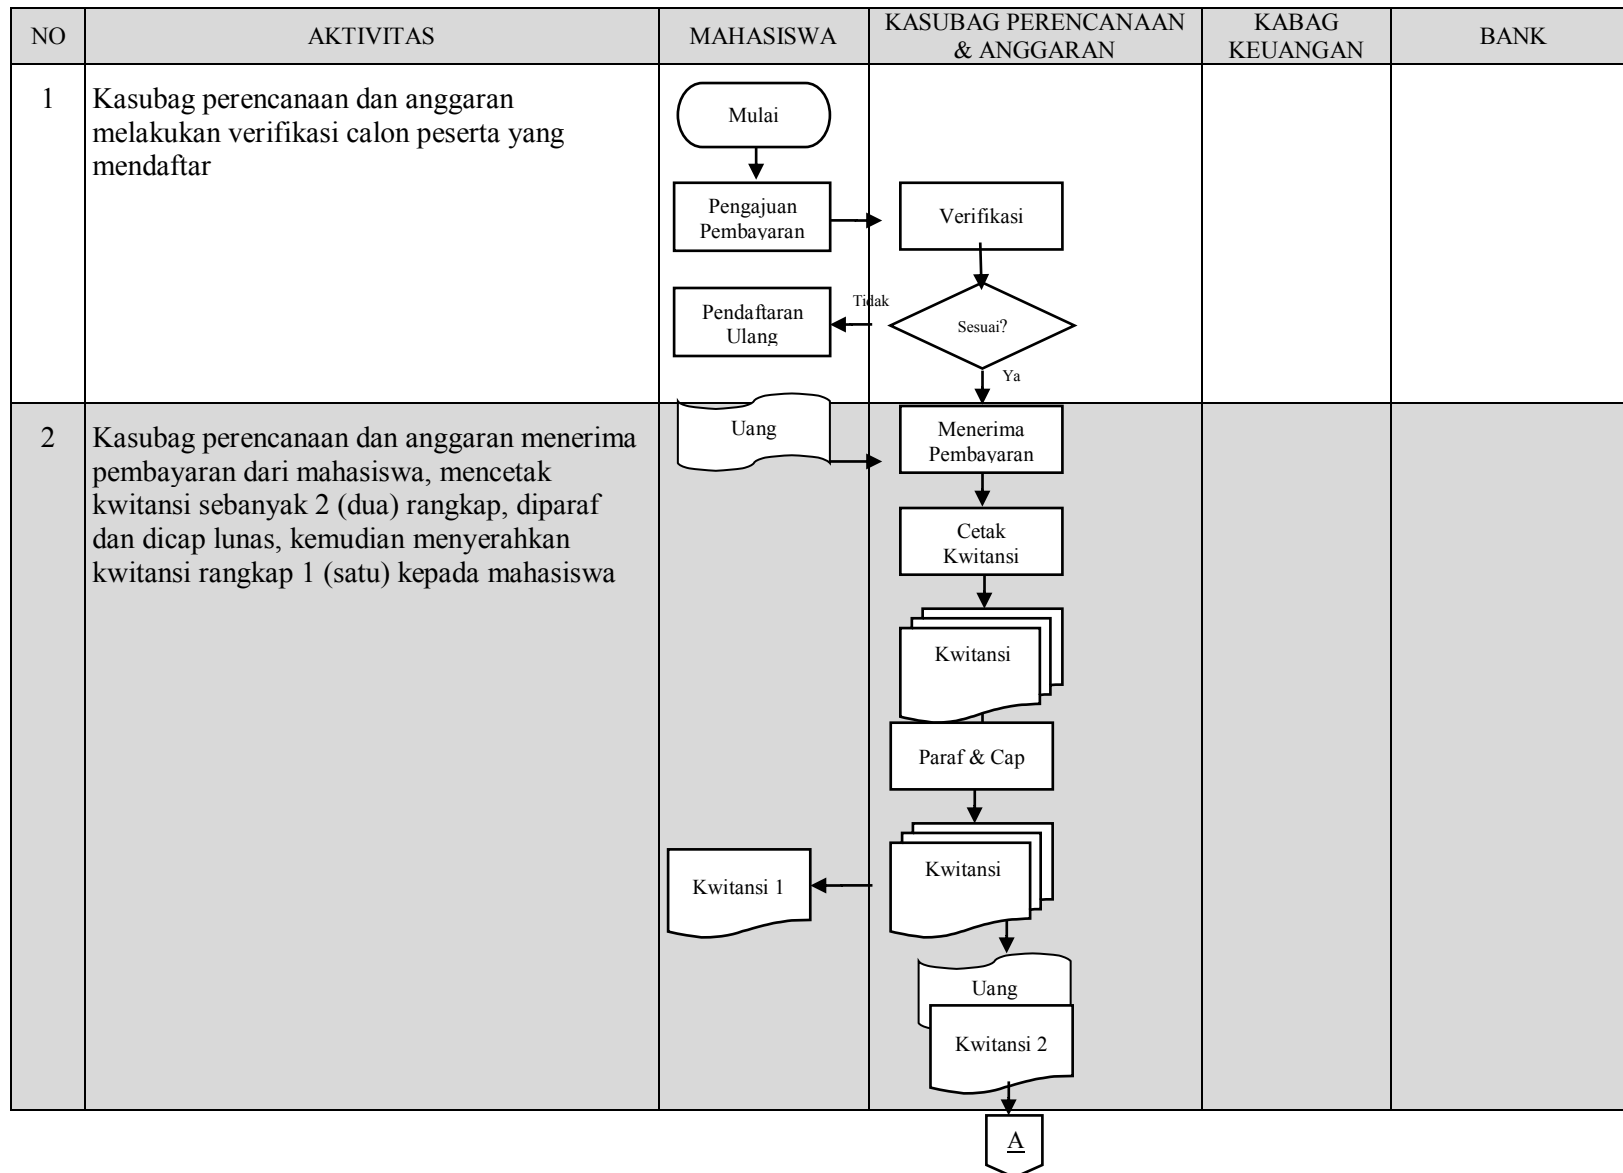 NO
AKTIVITAS
MAHASISWA
KASUBAG PERENCANAAN
& ANGGARAN
KABAG
KEUANGAN
BANK
1
Kasubag perencanaan dan anggaran
melakukan verifikasi calon peserta yang
mendaftar
Mulai
Pengajuan
Pembayaran
Verifikasi
Pendaftaran
Ulang
Tidak
Sesuai?
Ya
2
Kasubag perencanaan dan anggaran menerima
pembayaran dari mahasiswa, mencetak
kwitansi sebanyak 2 (dua) rangkap, diparaf
dan dicap lunas, kemudian menyerahkan
kwitansi rangkap 1 (satu) kepada mahasiswa
Uang
Menerima
Pembayaran
Cetak
Kwitansi
Kwitansi
Paraf & Cap
Kwitansi
Kwitansi 1
Uang
Kwitansi 2
A